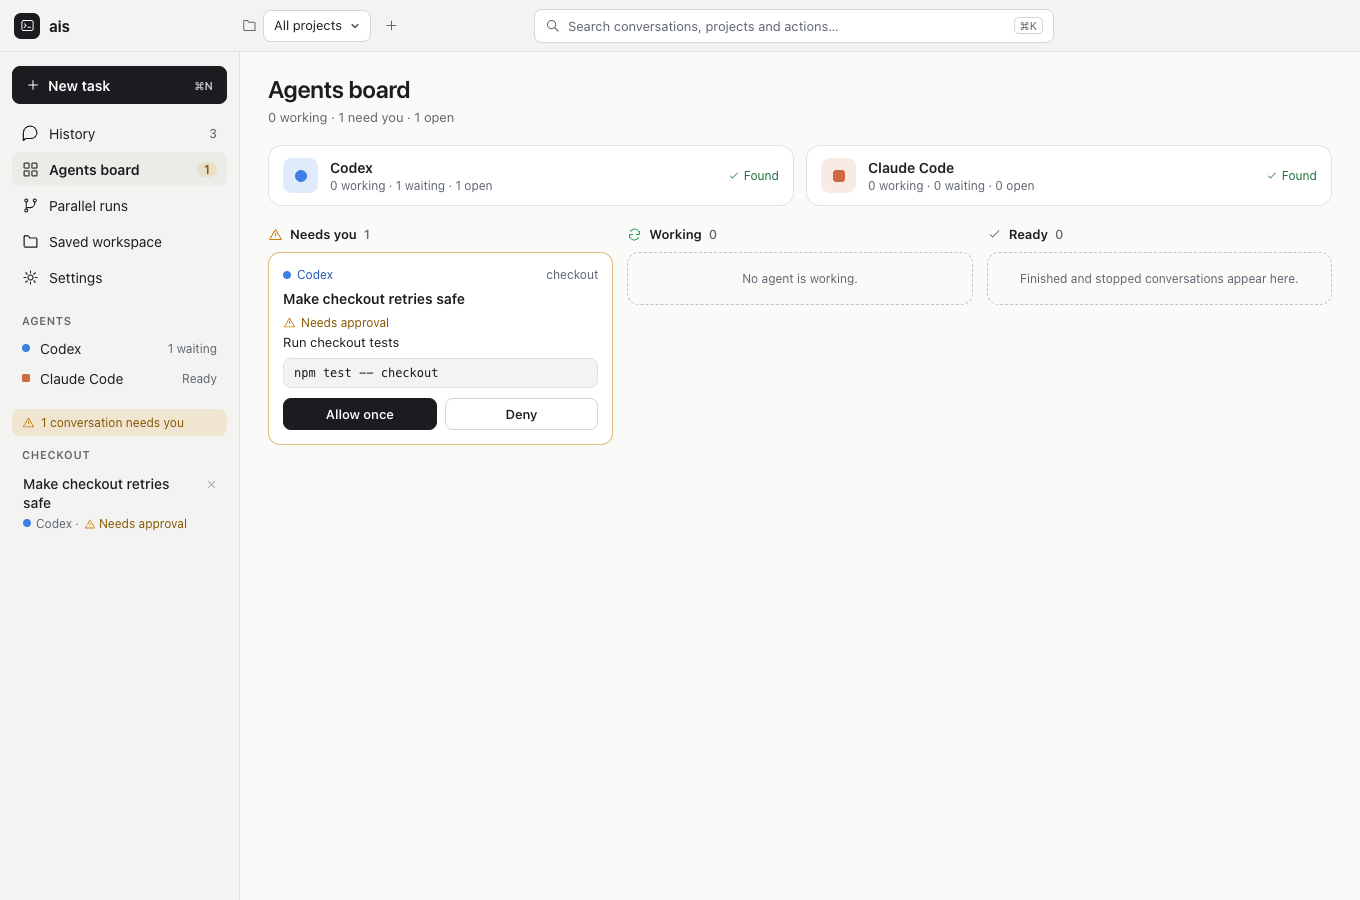 ais
All projects
Search conversations, projects and actions...
⌘K
New task
⌘N
History
3
Agents board
1
Parallel runs
Saved workspace
Settings
AGENTS
Codex
1 waiting
Claude Code
Ready
1 conversation needs you
CHECKOUT
Make checkout retries
safe
Codex · Needs approval
Agents board
0 working · 1 need you · 1 open
Codex
0 working · 1 waiting · 1 open
Found
Claude Code
0 working · 0 waiting · 0 open
Found
Needs you 1
Codex
checkout
Make checkout retries safe
Needs approval
Run checkout tests
npm test -- checkout
Allow once
Deny
Working 0
No agent is working.
Ready 0
Finished and stopped conversations appear here.